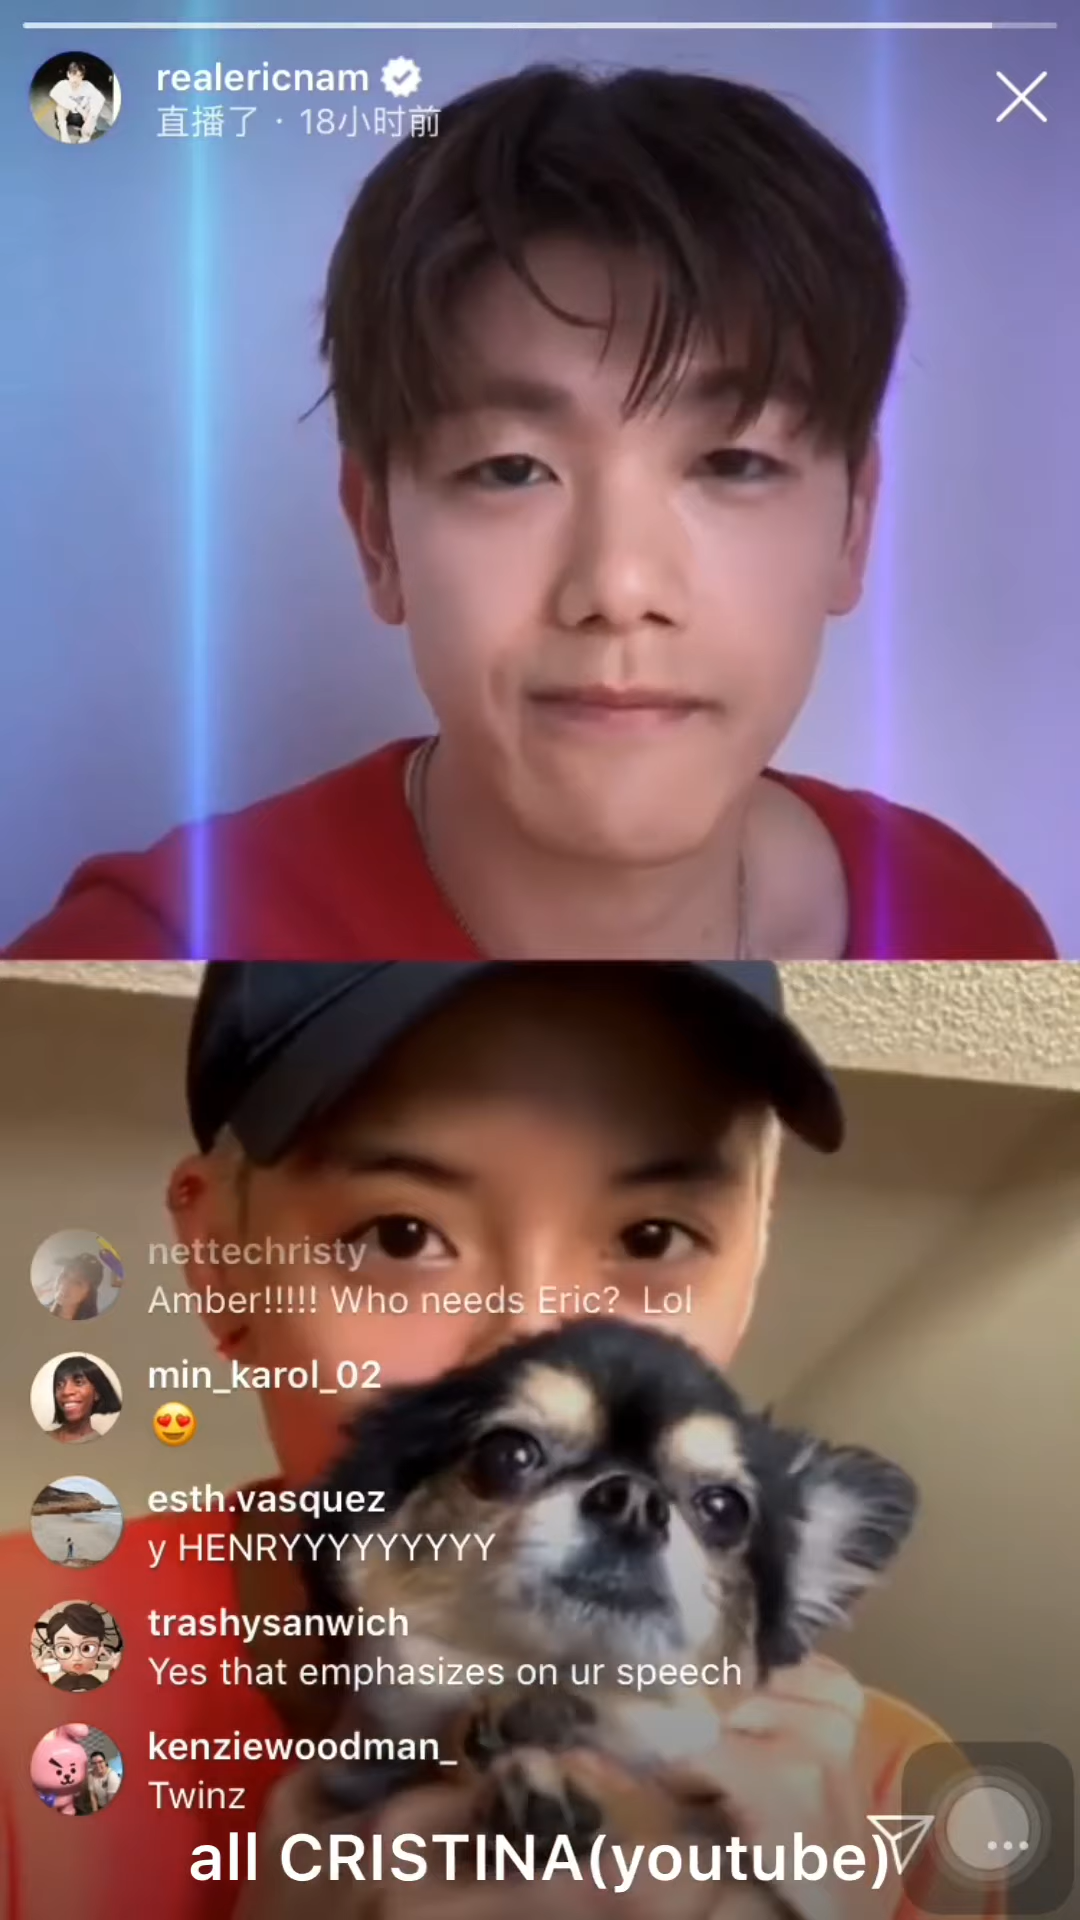 realericnam
直播了 · 18小时前
nettechristy
Amber!!!!! Who needs Eric?  Lol
min_karol_02
😍
esth.vasquez
y HENRYYYYYYYYY
trashysanwich
Yes that emphasizes on ur speech
kenziewoodman_
Twinz
all CRISTINA(youtube)